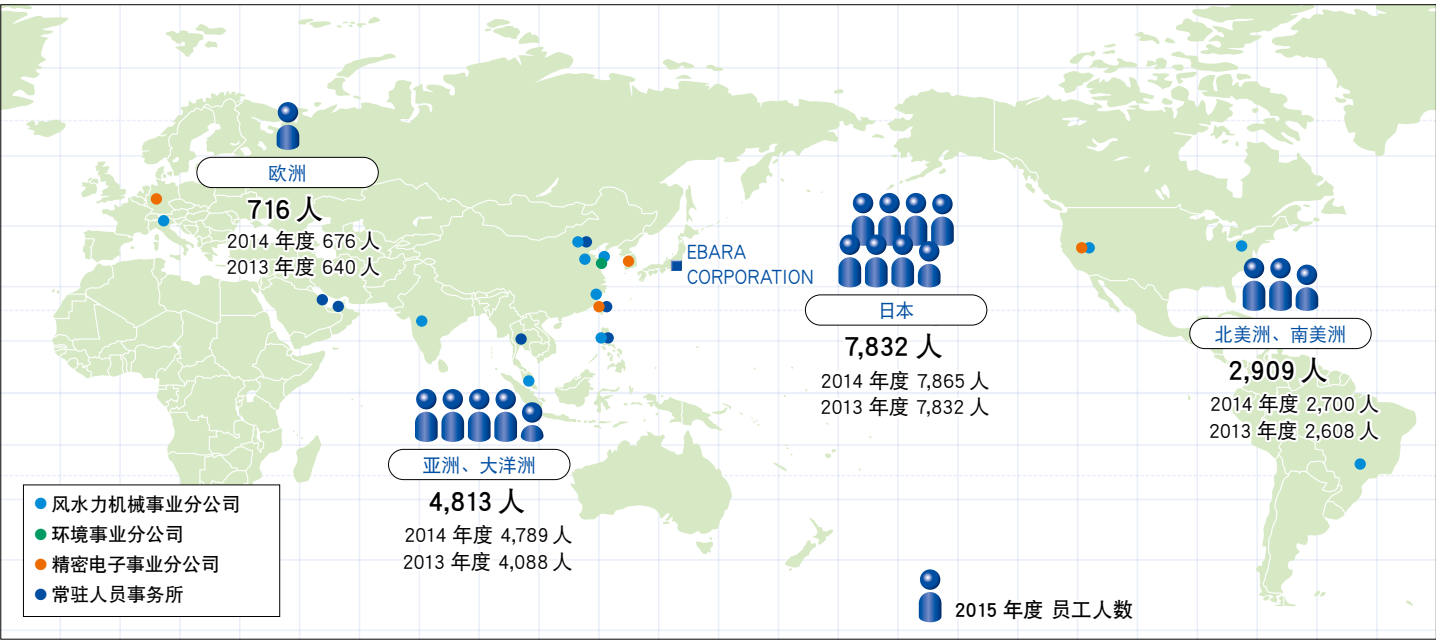 欧洲
716 人
2014 年度 676 人
2013 年度 640 人
EBARA
CORPORATION
日本
7,832 人
2014 年度 7,865 人
2013 年度 7,832 人
北美洲、南美洲
2,909 人
2014 年度 2,700 人
2013 年度 2,608 人
亚洲、大洋洲
4,813 人
2014 年度 4,789 人
2013 年度 4,088 人
风水力机械事业分公司
环境事业分公司
精密电子事业分公司
常驻人员事务所
2015 年度 员工人数